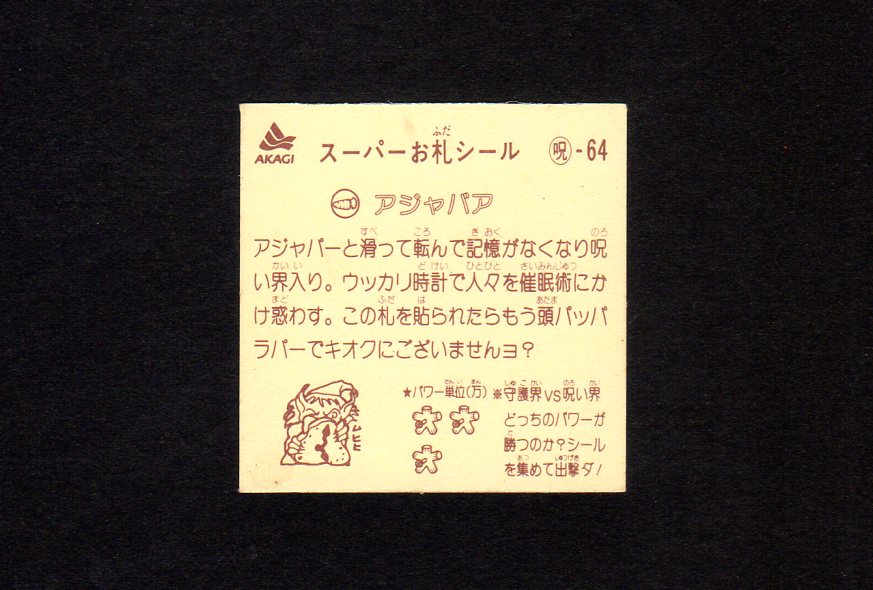 AKAGI
スーパーお札シール ㊙-64
アジャバア
アジャパーと滑って転んで記憶がなくなり呪
い界入り。ウッカリ時計で人々を催眠術にか
け惑わす。この札を貼られたらもう頭パッパ
ラパーでキオクにございませんヨ?
★パワー単位(万)
ムヒヒ
※守護界VS呪い界
どっちのパワーが
勝つのか?シール
を集めて出撃ダ!